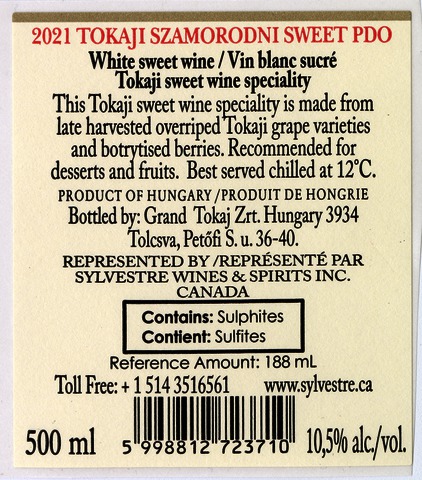 2021 TOKAJI SZAMORODNI SWEET PDO
White sweet wine / Vin blanc sucré
Tokaji sweet wine speciality
This Tokaji sweet wine speciality is made from
late harvested overriped Tokaji grape varieties
and botrytised berries. Recommended for
desserts and fruits. Best served chilled at 12°C.
PRODUCT OF HUNGARY /PRODUIT DE HONGRIE
Bottled by: Grand Tokaj Zrt. Hungary 3934
Tolcsva, Petőfi S. u. 36-40.
REPRESENTED BY /REPRÉSENTÉ PAR
SYLVESTRE WINES & SPIRITS INC.
CANADA
Contains: Sulphites
Contient: Sulfites
Reference Amount: 188 mL
Toll Free: + 1 514 3516561 www.sylvestre.ca
500 ml 5 998812 723710 10,5% alc./vol.